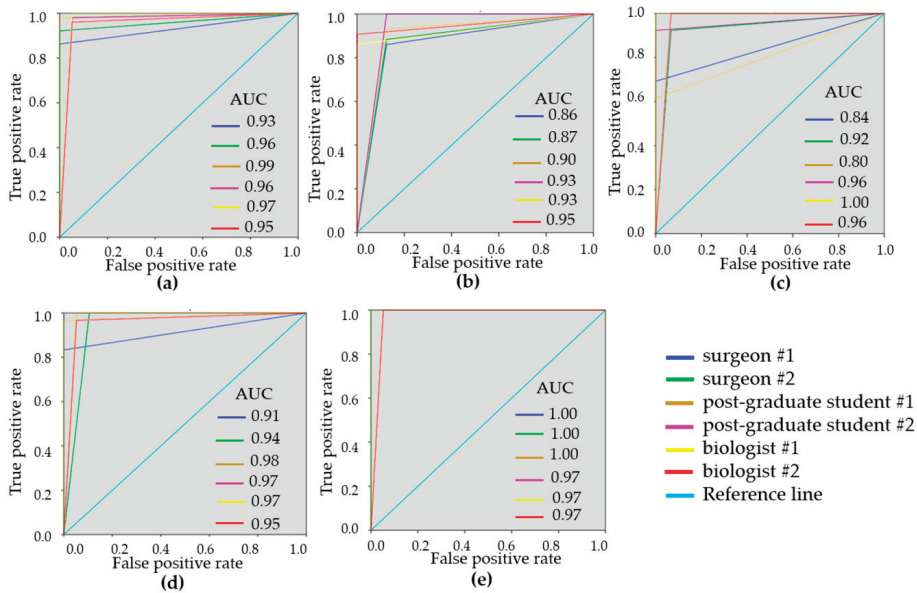 1.0
0.8
0.6
0.4
0.2
0.0
True positive rate
AUC
0.93
0.96
0.99
0.96
0.97
0.95
0.0 0.2 0.4 0.6 0.8 1.0
False positive rate
(a)
1.0
0.8
0.6
0.4
0.2
0.0
True positive rate
AUC
0.86
0.87
0.90
0.93
0.93
0.95
0.0 0.2 0.4 0.6 0.8 1.0
False positive rate
(b)
1.0
0.8
0.6
0.4
0.2
0.0
True positive rate
AUC
0.84
0.92
0.80
0.96
1.00
0.96
0.0 0.2 0.4 0.6 0.8 1.0
False positive rate
(c)
1.0
0.8
0.6
0.4
0.2
0.0
True positive rate
AUC
0.91
0.94
0.98
0.97
0.97
0.95
0.0 0.2 0.4 0.6 0.8 1.0
False positive rate
(d)
1.0
0.8
0.6
0.4
0.2
0.0
True positive rate
AUC
1.00
1.00
1.00
0.97
0.97
0.97
0.0 0.2 0.4 0.6 0.8 1.0
False positive rate
(e)
surgeon #1
surgeon #2
post-graduate student #1
post-graduate student #2
biologist #1
biologist #2
Reference line